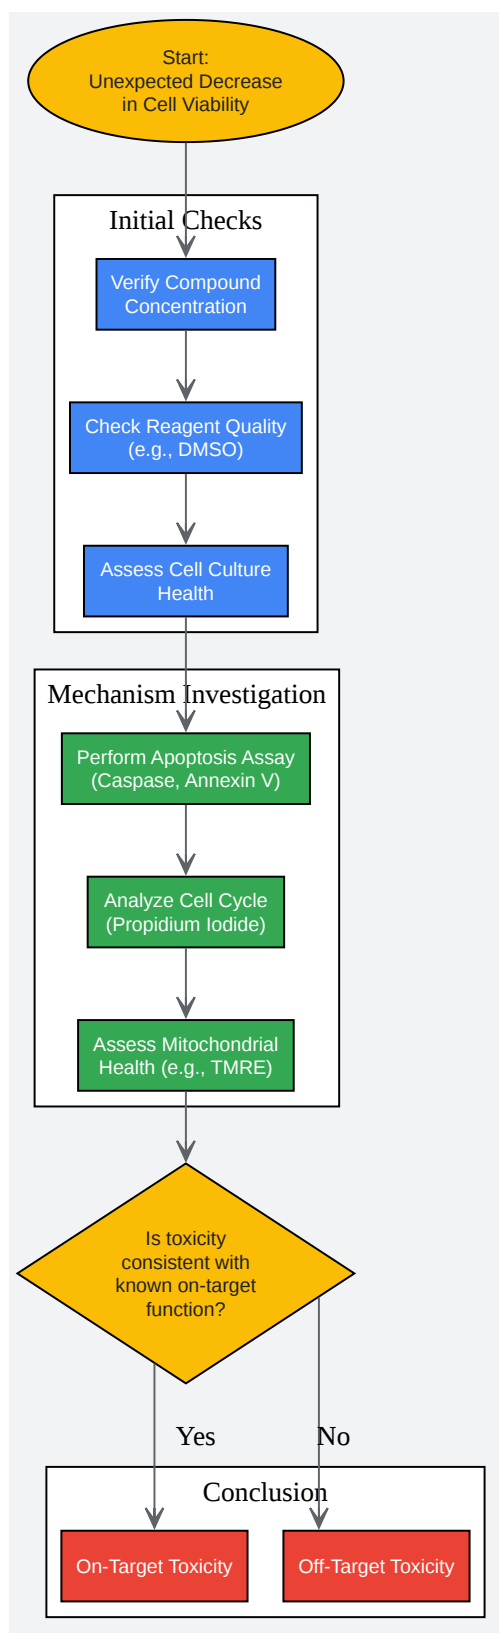 Start:
Unexpected Decrease
in Cell Viability
Initial Checks
Verify Compound
Concentration
Check Reagent Quality
(e.g., DMSO)
Assess Cell Culture
Health
Mechanism Investigation
Perform Apoptosis Assay
(Caspase, Annexin V)
Analyze Cell Cycle
(Propidium Iodide)
Assess Mitochondrial
Health (e.g., TMRE)
Is toxicity
consistent with
known on-target
function?
Yes
No
Conclusion
On-Target Toxicity
Off-Target Toxicity